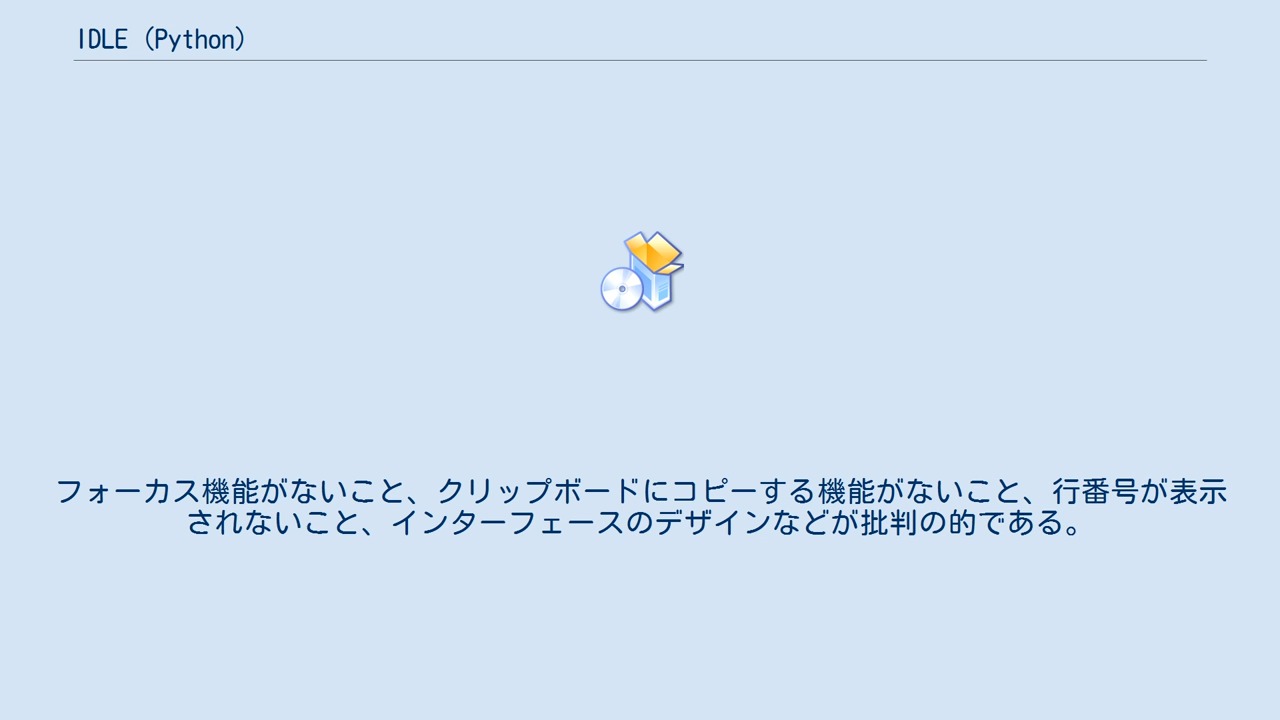 IDLE (Python)
フォーカス機能がないこと、クリップボードにコピーする機能がないこと、行番号が表示
されないこと、インターフェースのデザインなどが批判の的である。